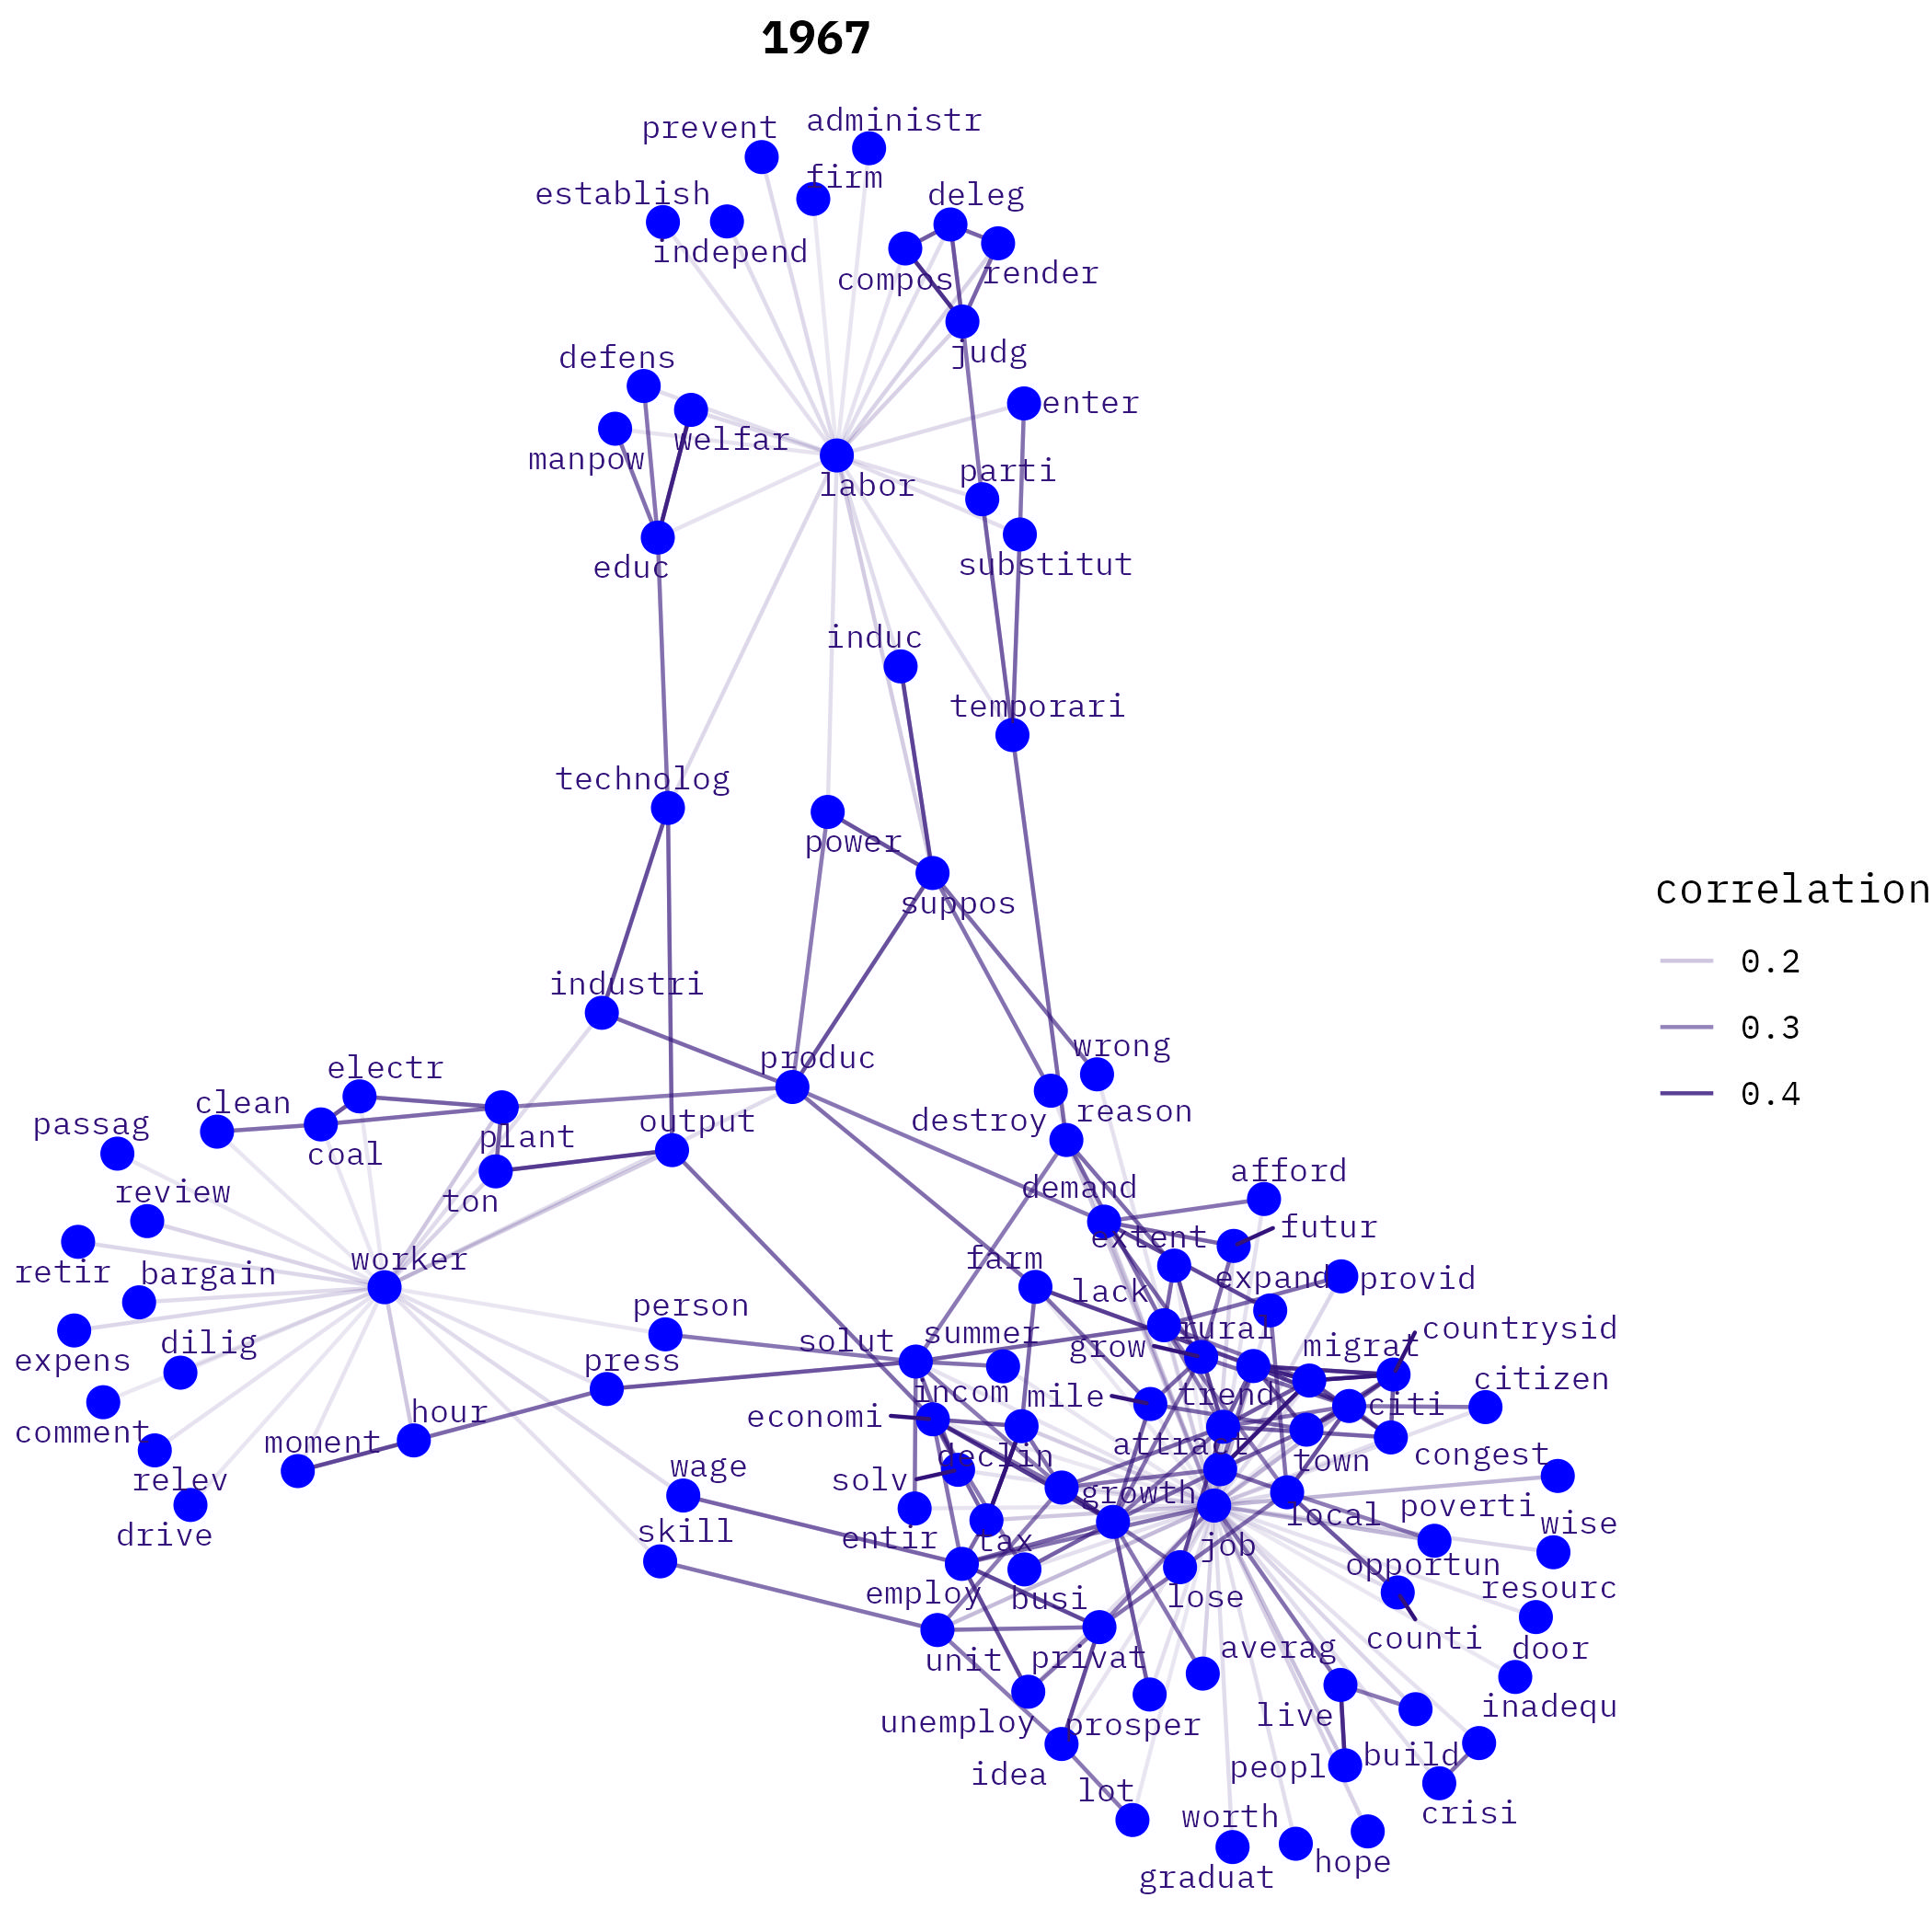 1967
prevent
administr
firm
establish
deleg
independ
compos
render
judg
defens
enter
welfar
manpow
labor
parti
educ
substitut
induc
temporari
technolog
power
suppos
industri
wrong
produc
electr
clean
passag
destroy
reason
output
plant
coal
review
ton
demand
afford
extent
futur
worker
retir
bargain
farm
lack
expand
provid
person
solut
summer
rural
grow
migrat
countrysid
expens
dilig
press
incom
mile
trend
citi
citizen
comment
hour
economi
moment
declin
attract
town
congest
relev
wage
solv
growth
local
poverti
wise
drive
skill
entir
tax
job
opportun
resourc
employ
busi
lose
counti
door
unit
privat
averag
inadequ
unemploy
prosper
live
idea
peopl
build
lot
worth
crisi
graduat
hope
correlation
0.2
0.3
0.4